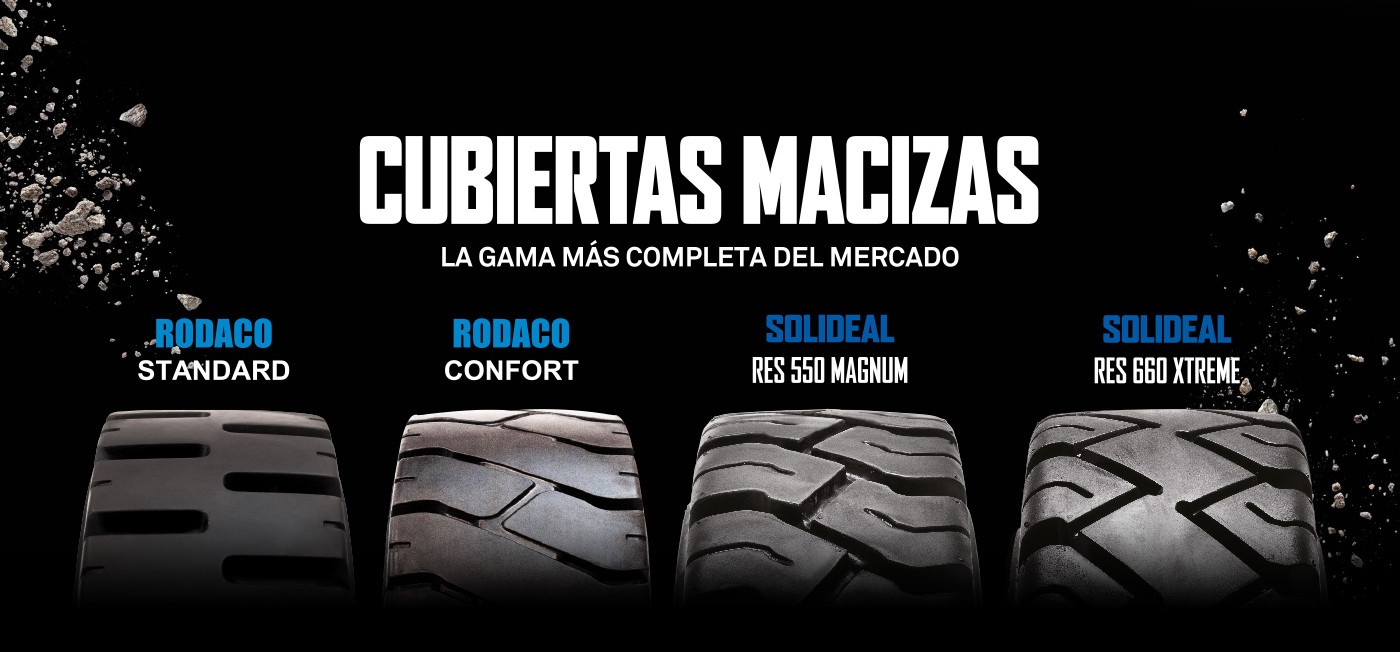 CUBIERTAS MACIZAS
LA GAMA MÁS COMPLETA DEL MERCADO
RODACO
STANDARD
RODACO
CONFORT
SOLIDEAL
RES 550 MAGNUM
SOLIDEAL
RES 660 XTREME